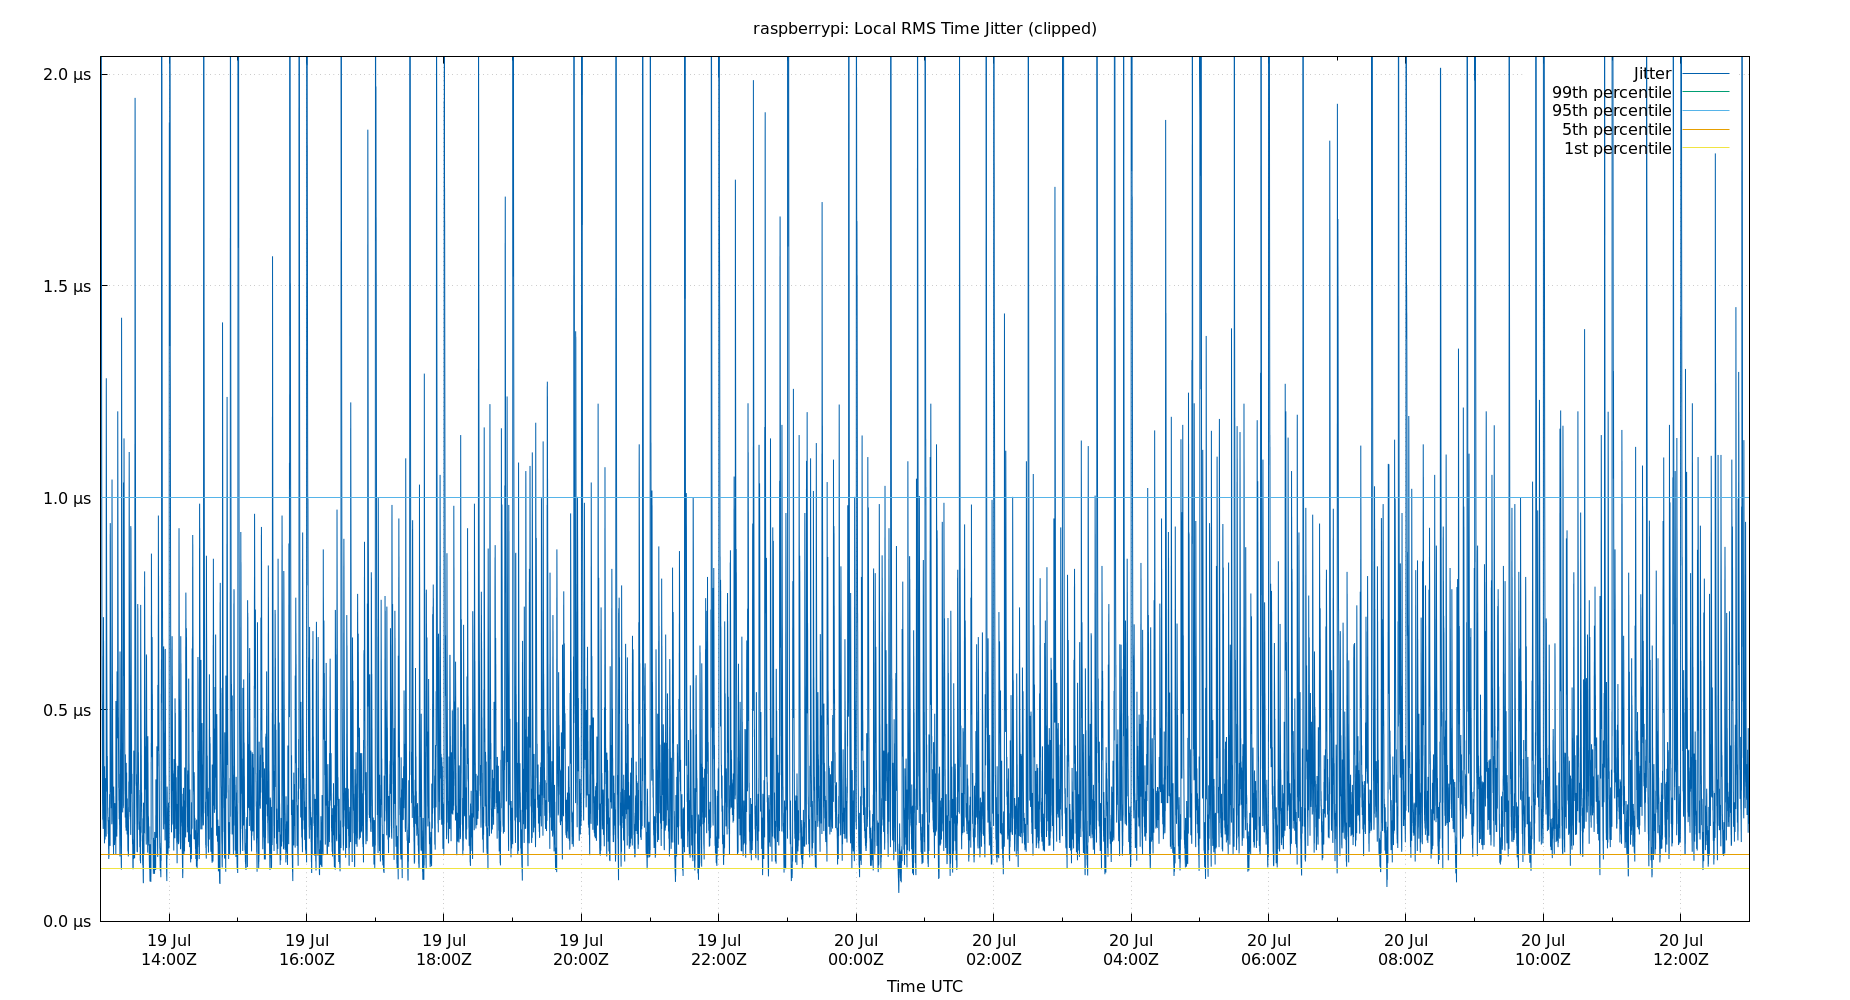 raspberrypi: Local RMS Time Jitter (clipped)
2.0 µs
1.5 µs
1.0 µs
0.5 µs
0.0 µs
Jitter
99th percentile
95th percentile
5th percentile
1st percentile
19 Jul 19 Jul 19 Jul 19 Jul 19 Jul 20 Jul 20 Jul 20 Jul 20 Jul 20 Jul 20 Jul 20 Jul
14:00Z 16:00Z 18:00Z 20:00Z 22:00Z 00:00Z 02:00Z 04:00Z 06:00Z 08:00Z 10:00Z 12:00Z
Time UTC